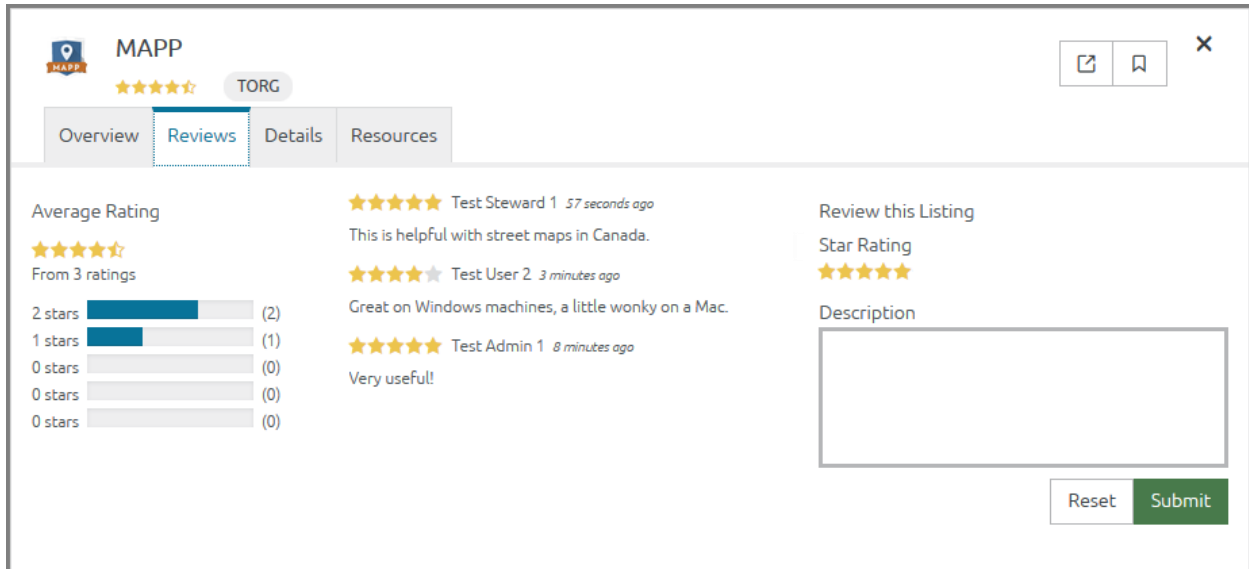 MAPP
MAPP
TORG
Overview
Reviews
Details
Resources
Average Rating
From 3 ratings
2 stars (2)
1 stars (1)
0 stars (0)
0 stars (0)
0 stars (0)
Test Steward 1 57 seconds ago
This is helpful with street maps in Canada.
Test User 2 3 minutes ago
Great on Windows machines, a little wonky on a Mac.
Test Admin 1 8 minutes ago
Very useful!
Review this Listing
Star Rating
Description
Reset
Submit